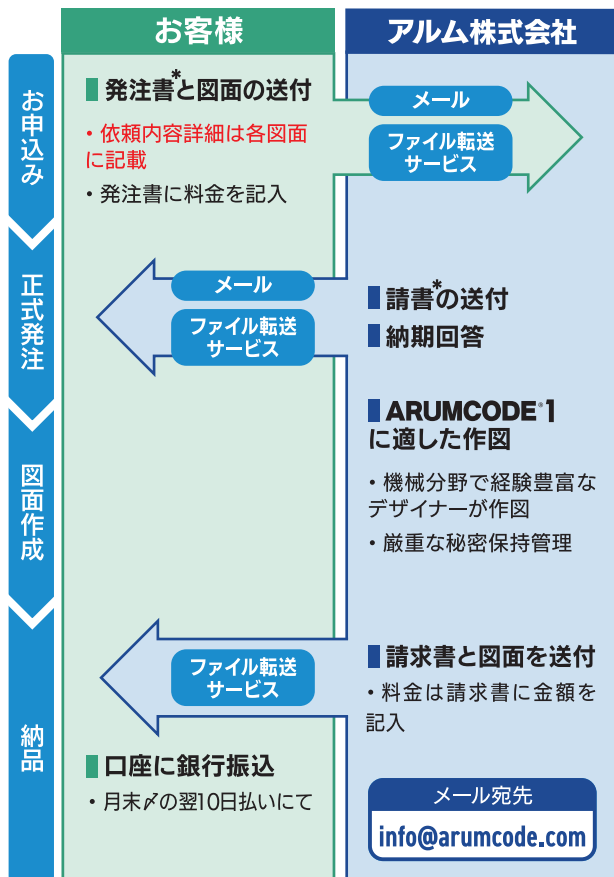 お客様
アルム株式会社
お申込み
■発注書*と図面の送付
・依頼内容詳細は各図面
に記載
・発注書に料金を記入
メール
ファイル転送
サービス
正式発注
メール
ファイル転送
サービス
■請書*の送付
■納期回答
図面作成
■ARUMCODE®1
に適した作図
・機械分野で経験豊富な
デザイナーが作図
・厳重な秘密保持管理
納品
ファイル転送
サービス
■請求書と図面を送付
・料金は請求書に金額を
記入
■口座に銀行振込
・月末〆の翌10日払いにて
メール宛先
info@arumcode.com